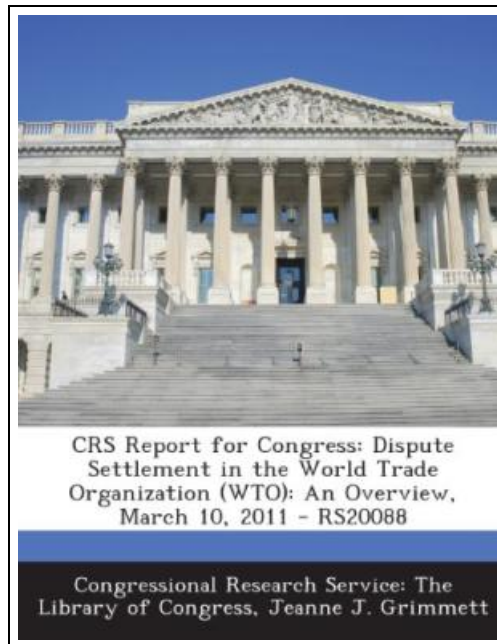 CRS Report for Congress: Dispute
Settlement in the World Trade
Organization (WTO): An Overview,
March 10, 2011 - RS20088
Congressional Research Service: The
Library of Congress, Jeanne J. Grimmett